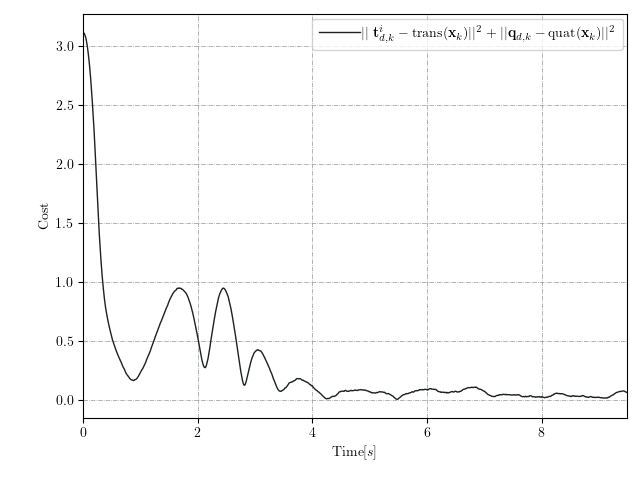 || t^i_{d,k} − trans(x_k)||^2 + ||q_{d,k} − quat(x_k)||^2
3.0
2.5
2.0
1.5
1.0
0.5
0.0
Cost
0 2 4 6 8
Time[s]